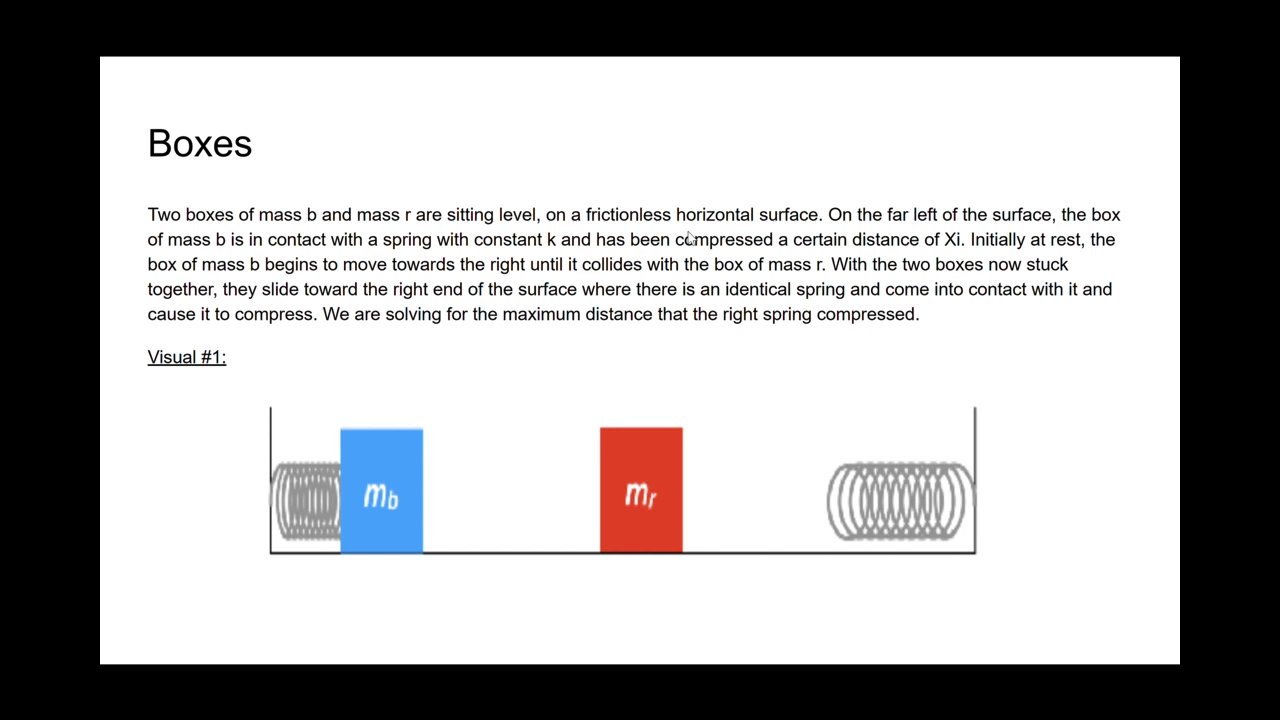 Boxes
Two boxes of mass b and mass r are sitting level, on a frictionless horizontal surface. On the far left of the surface, the box
of mass b is in contact with a spring with constant k and has been compressed a certain distance of Xi. Initially at rest, the
box of mass b begins to move towards the right until it collides with the box of mass r. With the two boxes now stuck
together, they slide toward the right end of the surface where there is an identical spring and come into contact with it and
cause it to compress. We are solving for the maximum distance that the right spring compressed.
Visual #1:
m_b m_r